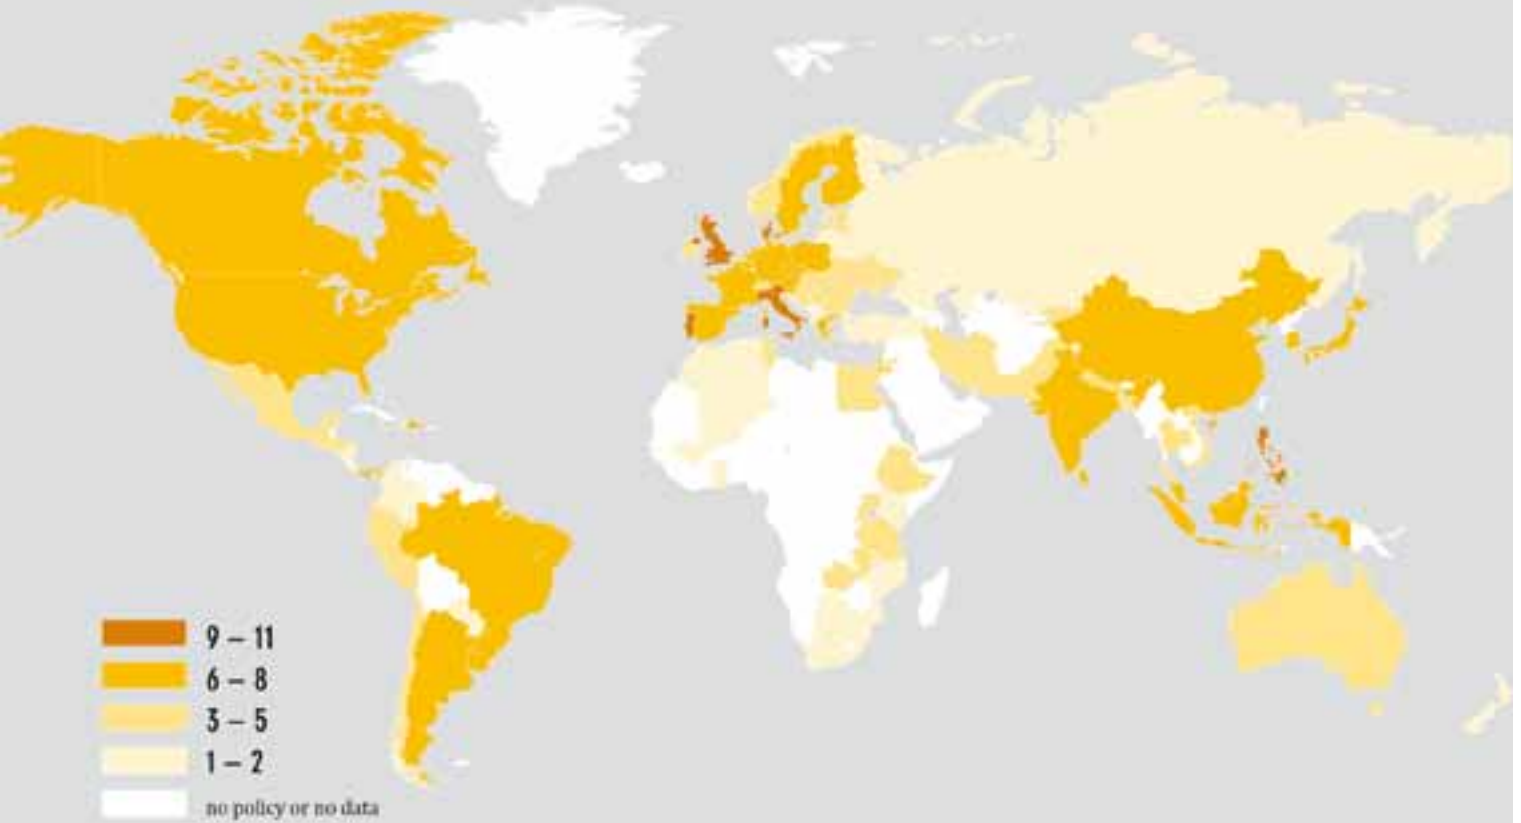 9 – 11
6 – 8
3 – 5
1 – 2
no policy or no data